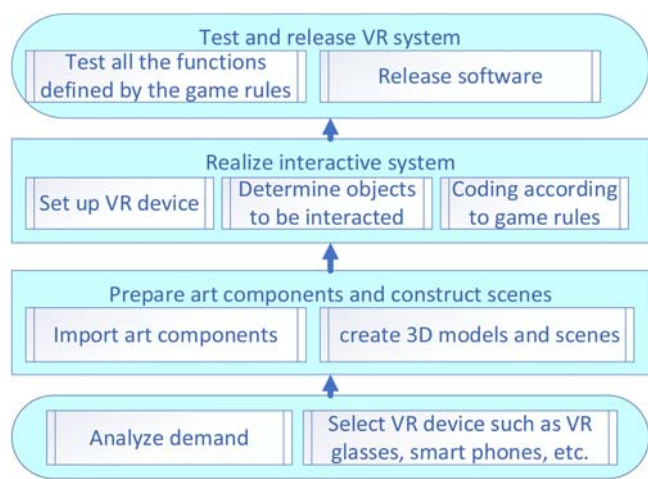 Test and release VR system
Test all the functions
defined by the game rules
Release software
Realize interactive system
Set up VR device
Determine objects
to be interacted
Coding according
to game rules
Prepare art components and construct scenes
Import art components
create 3D models and scenes
Analyze demand
Select VR device such as VR
glasses, smart phones, etc.